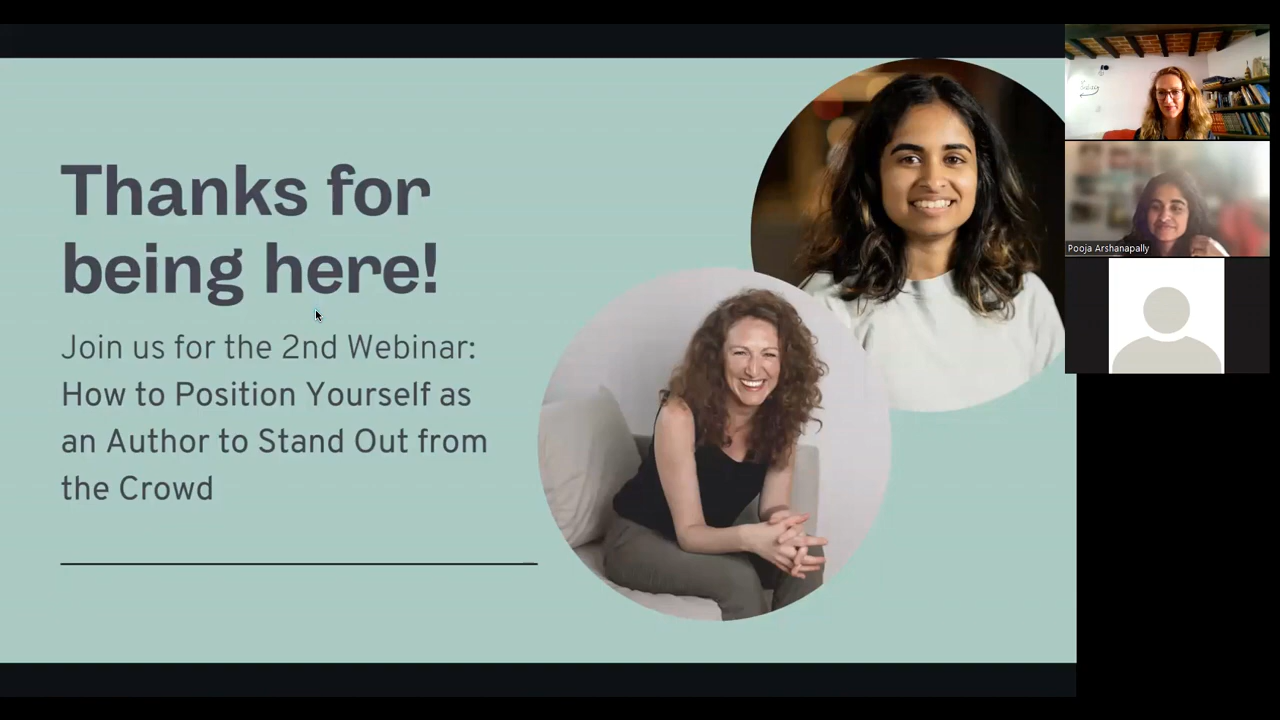 Thanks for
being here!
Join us for the 2nd Webinar:
How to Position Yourself as
an Author to Stand Out from
the Crowd
Pooja Arshanapally